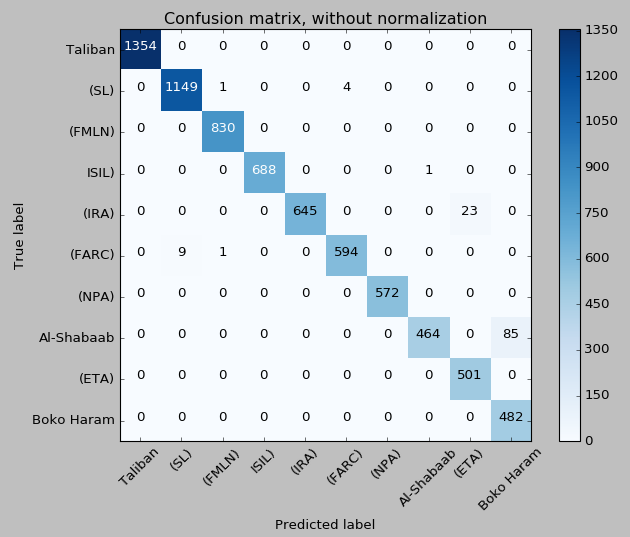 Confusion matrix, without normalization
Taliban 1354 0 0 0 0 0 0 0 0 0
(SL) 0 1149 1 0 0 4 0 0 0 0
(FMLN) 0 0 830 0 0 0 0 0 0 0
ISIL) 0 0 0 688 0 0 0 1 0 0
(IRA) 0 0 0 0 645 0 0 0 23 0
(FARC) 0 9 1 0 0 594 0 0 0 0
(NPA) 0 0 0 0 0 0 572 0 0 0
Al-Shabaab 0 0 0 0 0 0 0 464 0 85
(ETA) 0 0 0 0 0 0 0 0 501 0
Boko Haram 0 0 0 0 0 0 0 0 0 482
True label
Taliban (SL) (FMLN) ISIL) (IRA) (FARC) (NPA) Al-Shabaab (ETA) Boko Haram
Predicted label
1350
1200
1050
900
750
600
450
300
150
0